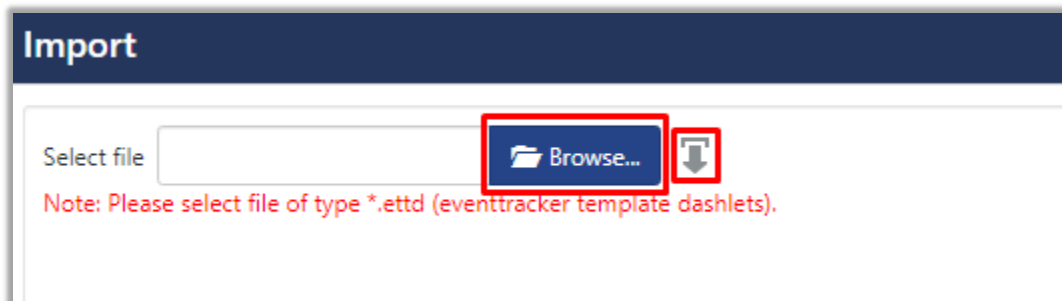 Import
Select file Browse...
Note: Please select file of type *.ettd (eventtracker template dashlets).